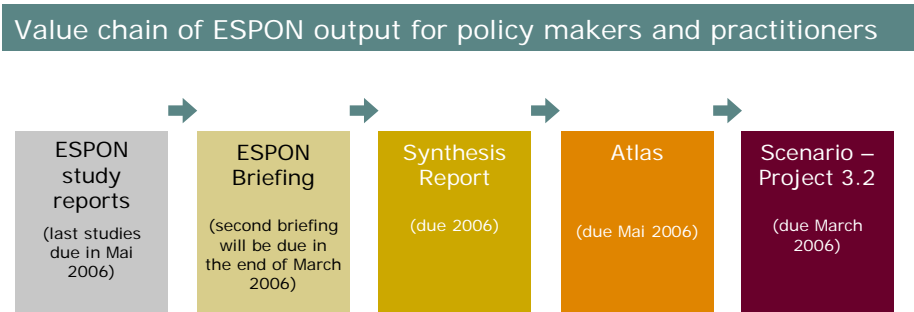 Value chain of ESPON output for policy makers and practitioners
ESPON
study
reports
(last studies
due in Mai
2006)
ESPON
Briefing
(second briefing
will be due in
the end of March
2006)
Synthesis
Report
(due 2006)
Atlas
(due Mai 2006)
Scenario –
Project 3.2
(due March
2006)